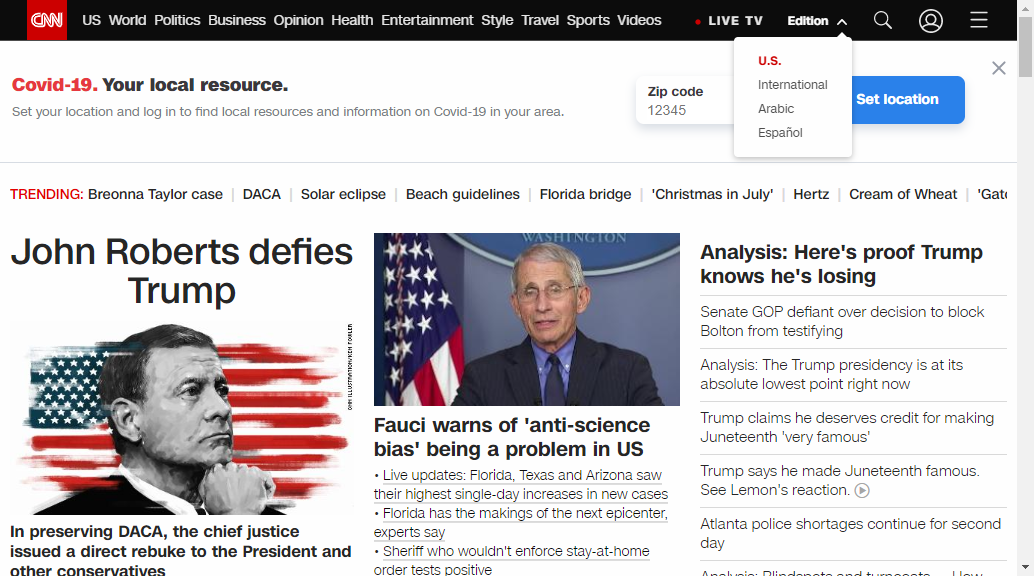 CNN US World Politics Business Opinion Health Entertainment Style Travel Sports Videos LIVE TV Edition
U.S.
International
Arabic
Español
Covid-19. Your local resource.
Set your location and log in to find local resources and information on Covid-19 in your area.
Zip code
12345
Set location
TRENDING: Breonna Taylor case DACA Solar eclipse Beach guidelines Florida bridge 'Christmas in July' Hertz Cream of Wheat
John Roberts defies
Trump
CNN ILLUSTRATION/KEN FOWLER
In preserving DACA, the chief justice
issued a direct rebuke to the President and
other conservatives
WASHINGTON
Fauci warns of 'anti-science
bias' being a problem in US
• Live updates: Florida, Texas and Arizona saw
their highest single-day increases in new cases
• Florida has the makings of the next epicenter,
experts say
• Sheriff who wouldn't enforce stay-at-home
order tests positive
Analysis: Here's proof Trump
knows he's losing
Senate GOP defiant over decision to block
Bolton from testifying
Analysis: The Trump presidency is at its
absolute lowest point right now
Trump claims he deserves credit for making
Juneteenth 'very famous'
Trump says he made Juneteenth famous.
See Lemon's reaction.
Atlanta police shortages continue for second
day